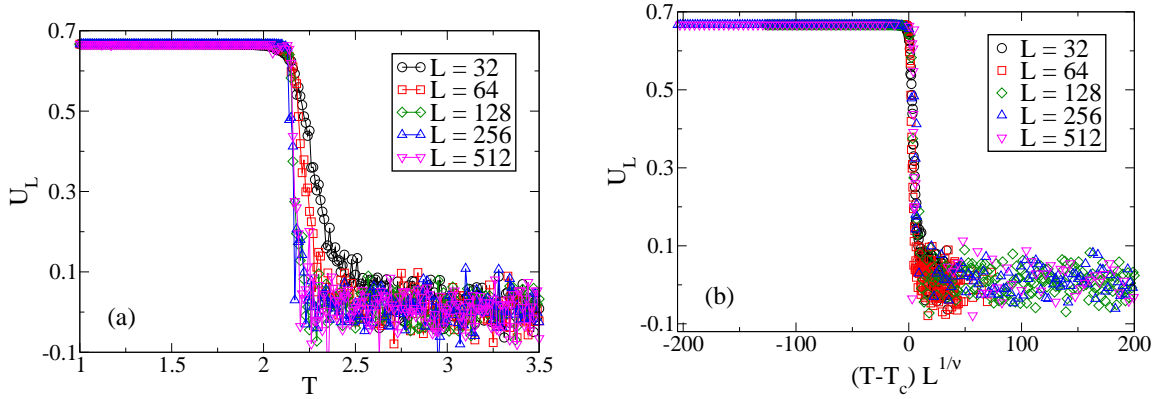 0.7
0.5
0.3
0.1
-0.1
U_L
1
1.5
2
2.5
3
3.5
T
(a)
L = 32
L = 64
L = 128
L = 256
L = 512
0.7
0.5
0.3
0.1
-0.1
U_L
-200
-100
0
100
200
(T-T_c) L^{1/ν}
(b)
L = 32
L = 64
L = 128
L = 256
L = 512